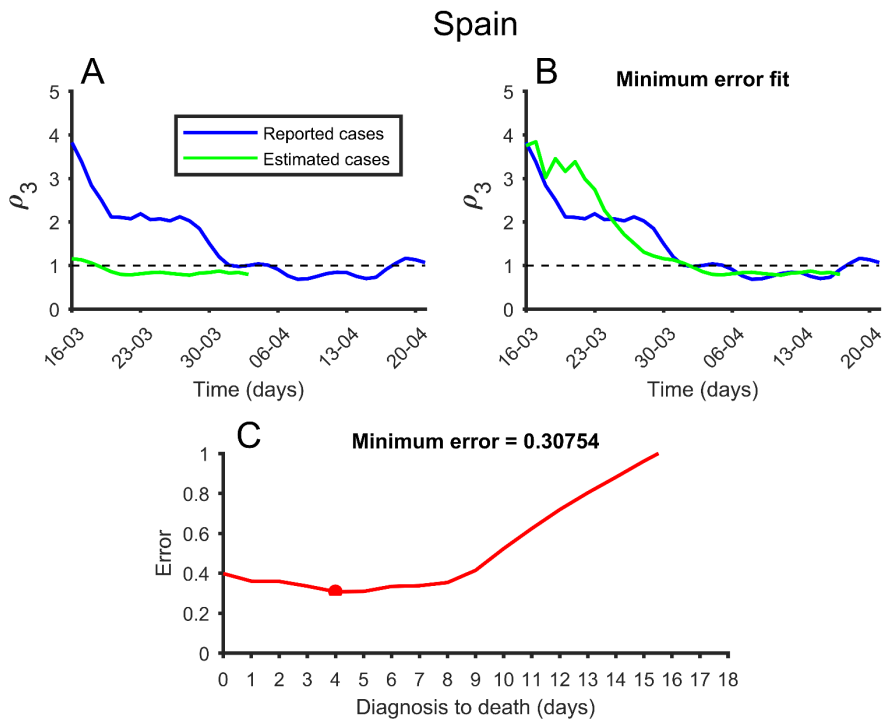 Spain
A
5
4
3
2
1
0
ρ3
Reported cases
Estimated cases
16-03
23-03
30-03
06-04
13-04
20-04
Time (days)
B
Minimum error fit
5
4
3
2
1
0
ρ3
16-03
23-03
30-03
06-04
13-04
20-04
Time (days)
C
Minimum error = 0.30754
1
0.8
0.6
0.4
0.2
0
Error
0 1 2 3 4 5 6 7 8 9 10 11 12 13 14 15 16 17 18
Diagnosis to death (days)